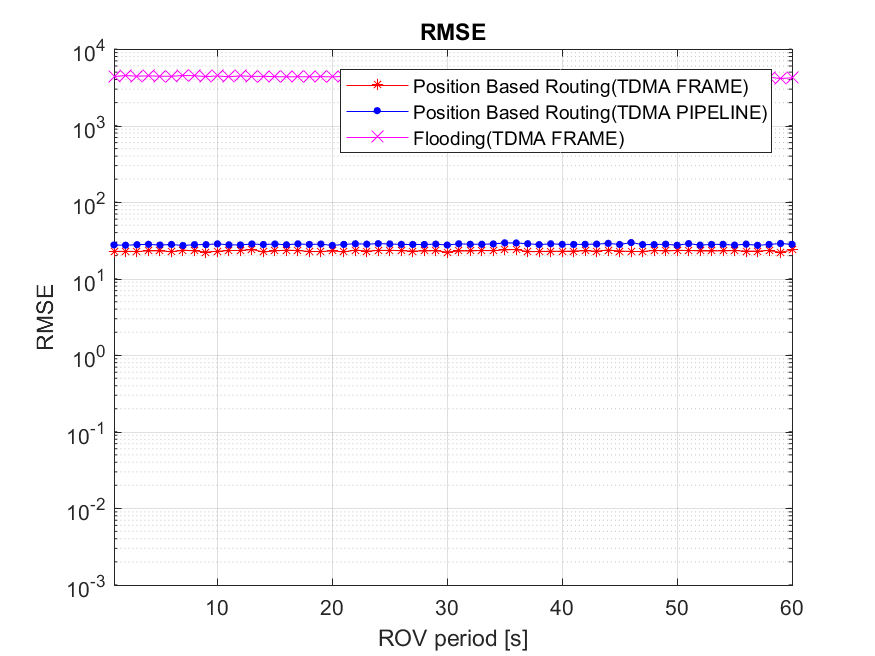 RMSE
10^4
10^3
10^2
10^1
10^0
10^-1
10^-2
10^-3
RMSE
Position Based Routing(TDMA FRAME)
Position Based Routing(TDMA PIPELINE)
Flooding(TDMA FRAME)
10 20 30 40 50 60
ROV period [s]